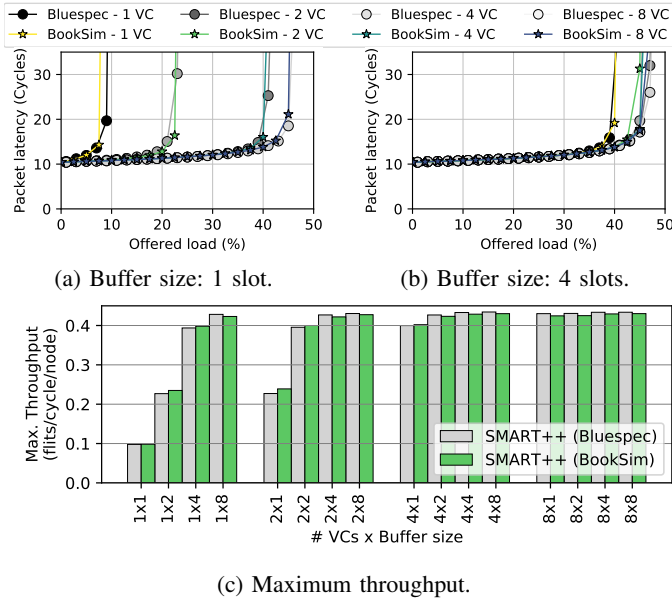 Bluespec - 1 VC Bluespec - 2 VC Bluespec - 4 VC Bluespec - 8 VC
BookSim - 1 VC BookSim - 2 VC BookSim - 4 VC BookSim - 8 VC
Packet latency (Cycles)
30
20
10
0
0 10 20 30 40 50
Offered load (%)
(a) Buffer size: 1 slot.
Packet latency (Cycles)
30
20
10
0
0 10 20 30 40 50
Offered load (%)
(b) Buffer size: 4 slots.
Max. Throughput
(flits/cycle/node)
0.4
0.3
0.2
0.1
0.0
SMART++ (Bluespec)
SMART++ (BookSim)
1x1 1x2 1x4 1x8 2x1 2x2 2x4 2x8 4x1 4x2 4x4 4x8 8x1 8x2 8x4 8x8
# VCs x Buffer size
(c) Maximum throughput.